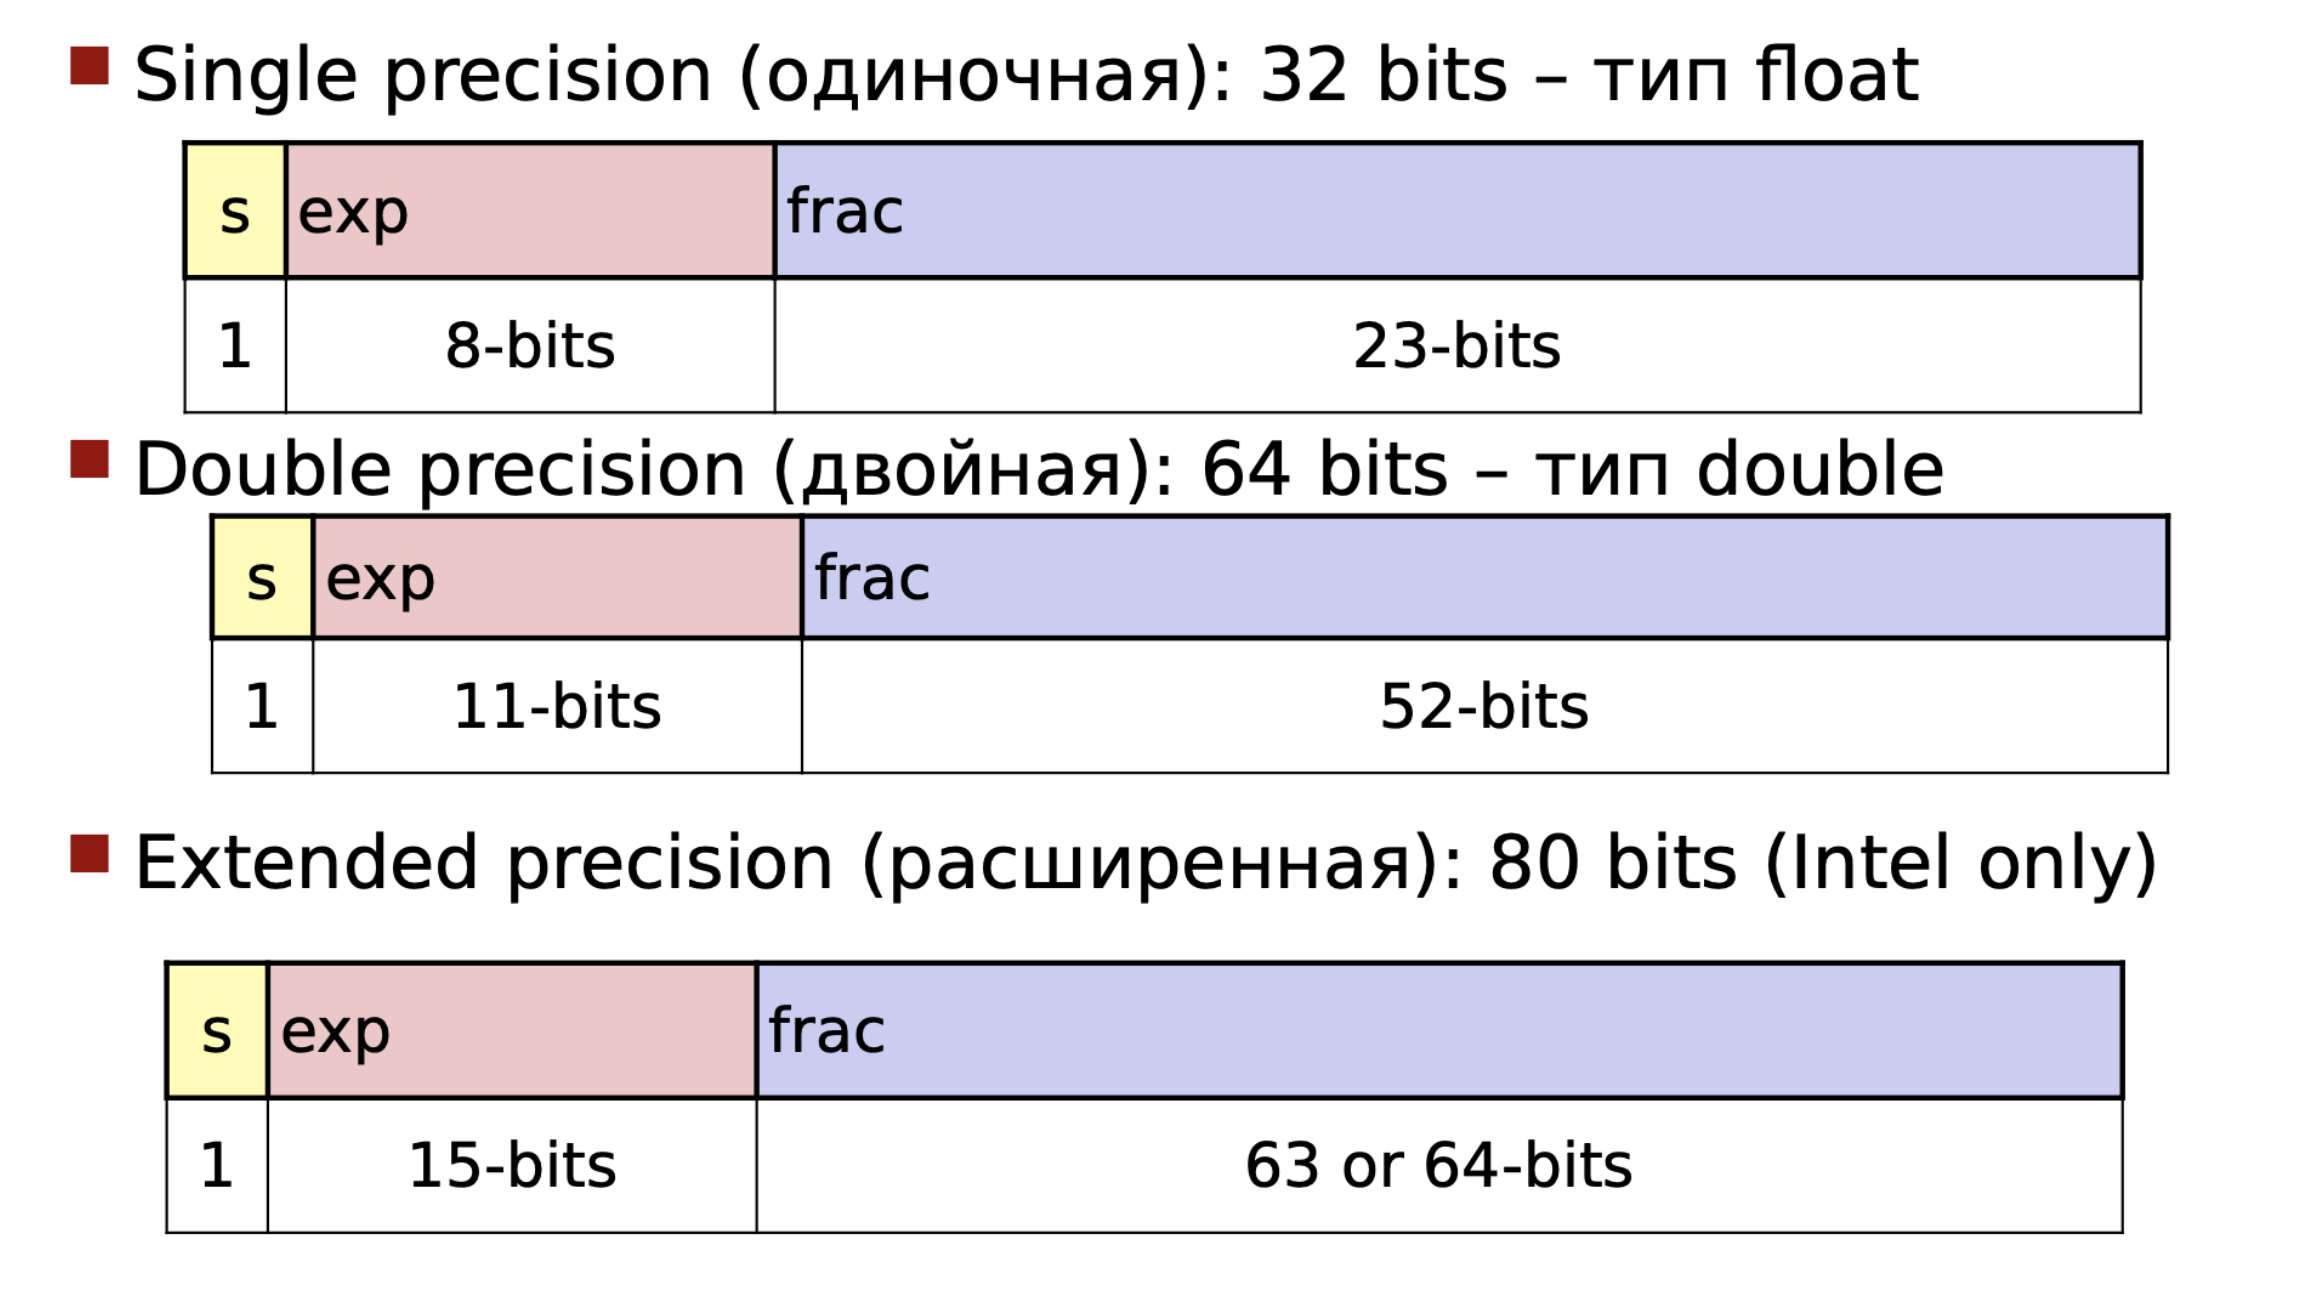 Single precision (одиночная): 32 bits – тип float
s exp frac
1 8-bits 23-bits
Double precision (двойная): 64 bits – тип double
s exp frac
1 11-bits 52-bits
Extended precision (расширенная): 80 bits (Intel only)
s exp frac
1 15-bits 63 or 64-bits